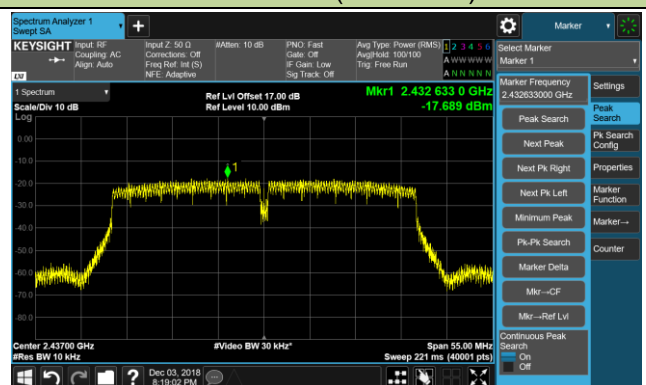 Spectrum Analyzer 1
Swept SA
Marker
KEYSIGHT
Input: RF
Coupling: AC
Align: Auto
Input Z: 50 Ω
Corrections: Off
Freq Ref: Int (S)
NFE: Adaptive
#Atten: 10 dB
PNO: Fast
Gate: Off
IF Gain: Low
Sig Track: Off
Avg Type: Power (RMS)
Avg|Hold: 100/100
Trig: Free Run
1 2 3 4 5 6
A W W W W W
A N N N N N
LXI
Select Marker
Marker 1
1 Spectrum
Scale/Div 10 dB
Log
Ref Lvl Offset 17.00 dB
Ref Level 10.00 dBm
Mkr1 2.432 633 0 GHz
-17.689 dBm
0.00
-10.0
-20.0
-30.0
-40.0
-50.0
-60.0
-70.0
-80.0
1
Center 2.43700 GHz
#Res BW 10 kHz
#Video BW 30 kHz*
Span 55.00 MHz
Sweep 221 ms (40001 pts)
Marker Frequency
2.432633000 GHz
Peak Search
Next Peak
Next Pk Right
Next Pk Left
Minimum Peak
Pk-Pk Search
Marker Delta
Mkr→CF
Mkr→Ref Lvl
Continuous Peak
Search
On
Off
Settings
Peak
Search
Pk Search
Config
Properties
Marker
Function
Marker→
Counter
Dec 03, 2018
8:19:02 PM